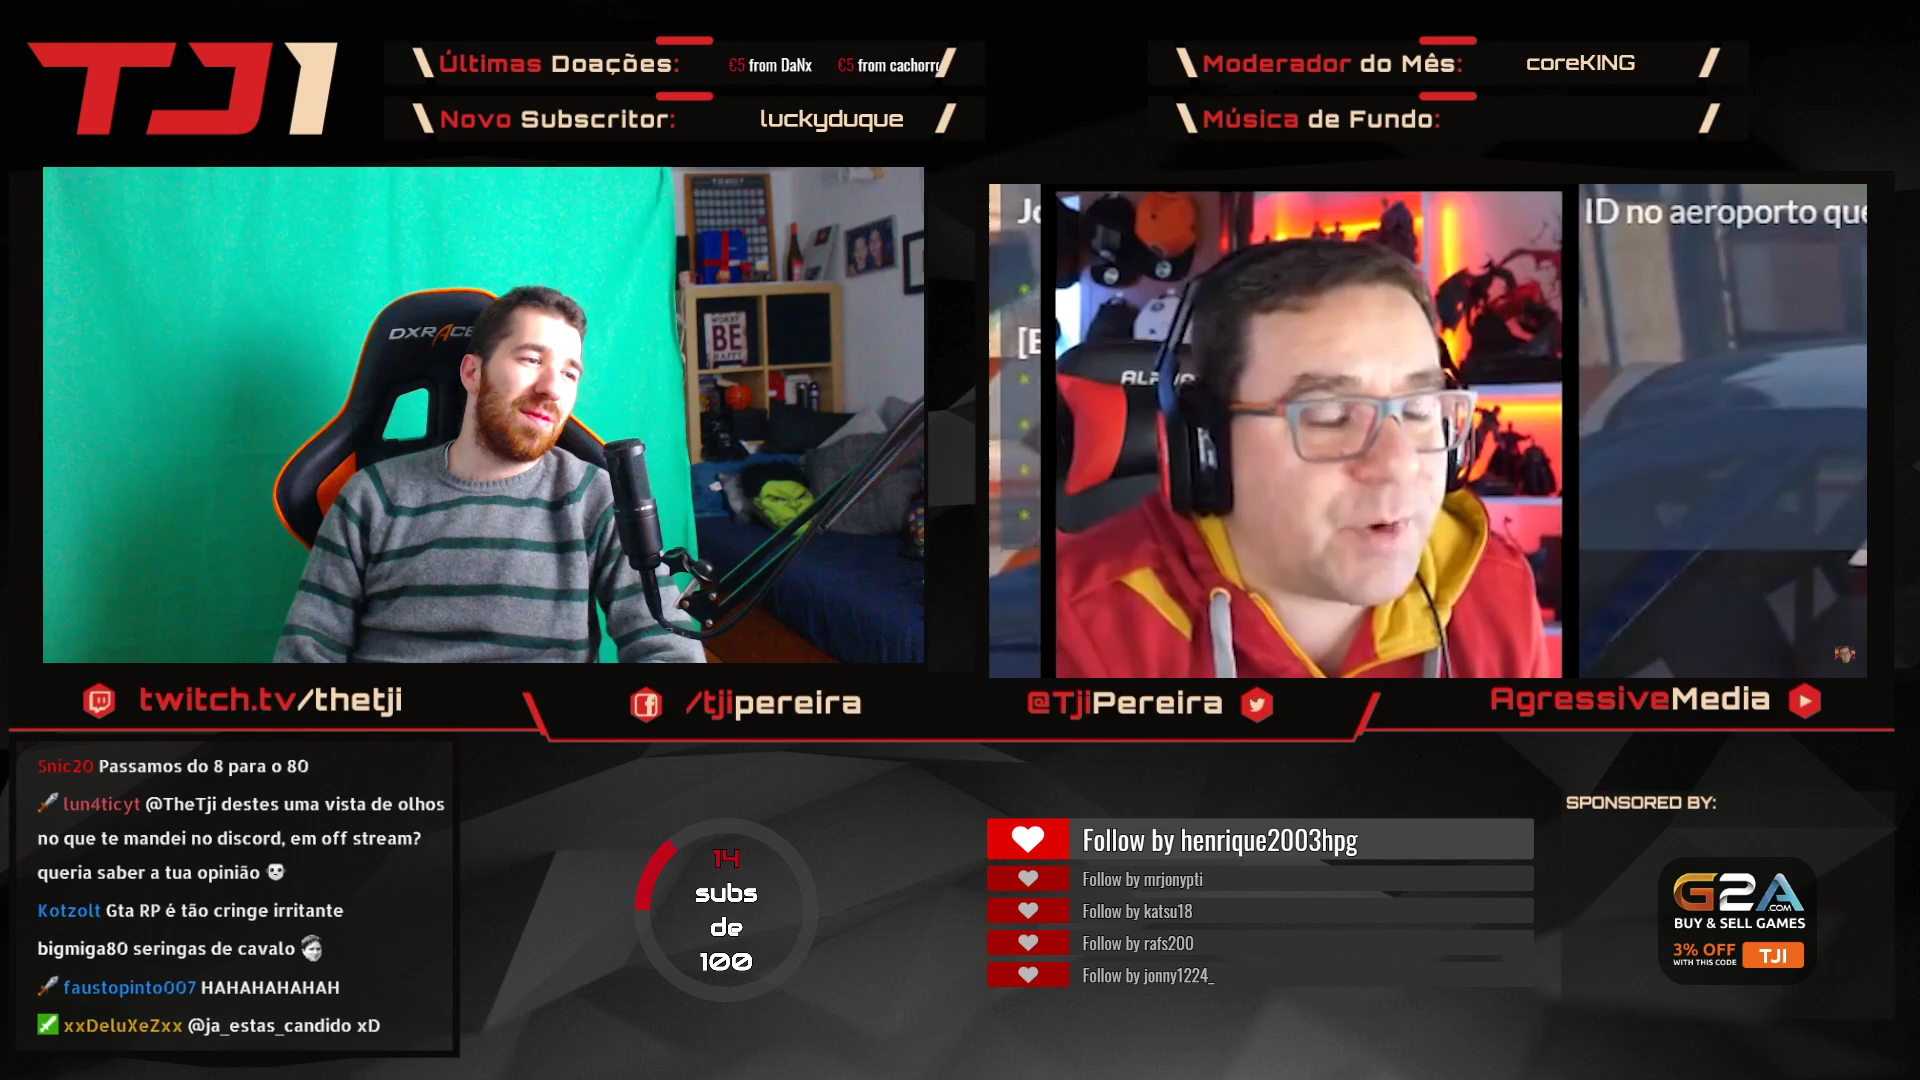 TJ1
Últimas Doações:
€5 from DaNx €5 from cachorro
Novo Subscritor:
luckyduque
Moderador do Mês:
coreKING
Música de Fundo:
DXRACE
BE
HAPPY
ID no aeroporto que
[E
twitch.tv/thetji
/tjipereira
@TjiPereira
AgressiveMedia
Snic20 Passamos do 8 para o 80
lun4ticyt @TheTji destes uma vista de olhos
no que te mandei no discord, em off stream?
queria saber a tua opinião
Kotzolt Gta RP é tão cringe irritante
bigmiga80 seringas de cavalo
faustopinto007 HAHAHAHAHAH
xxDeluXeZxx @ja_estas_candido xD
14
subs
de
100
Follow by henrique2003hpg
Follow by mrjonypti
Follow by katsu18
Follow by rafs200
Follow by jonny1224_
SPONSORED BY:
G2A
.COM
BUY & SELL GAMES
3% OFF
WITH THIS CODE
TJI